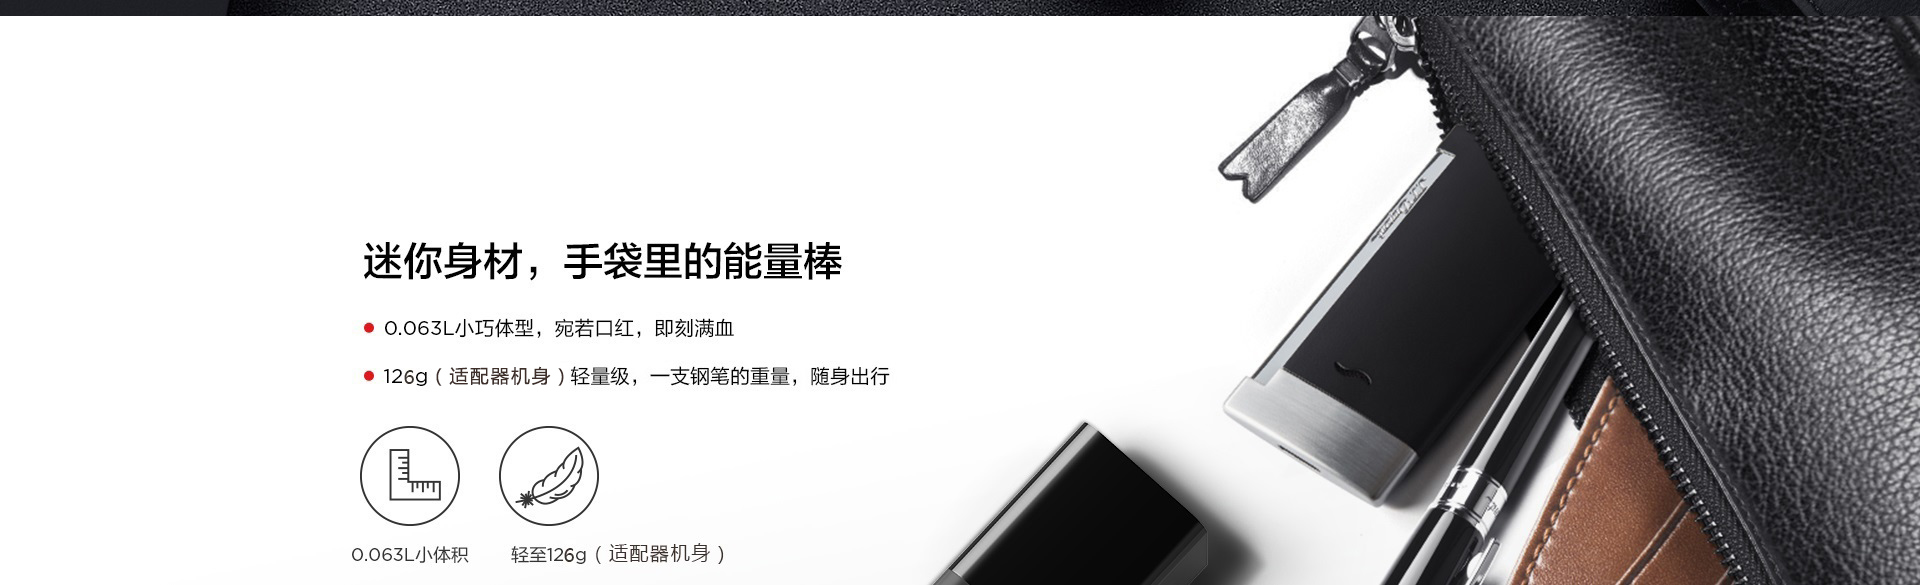 迷你身材，手袋里的能量棒
0.063L小巧体型，宛若口红，即刻满血
126g ( 适配器机身 ) 轻量级，一支钢笔的重量，随身出行
0.063L小体积
轻至126g ( 适配器机身 )